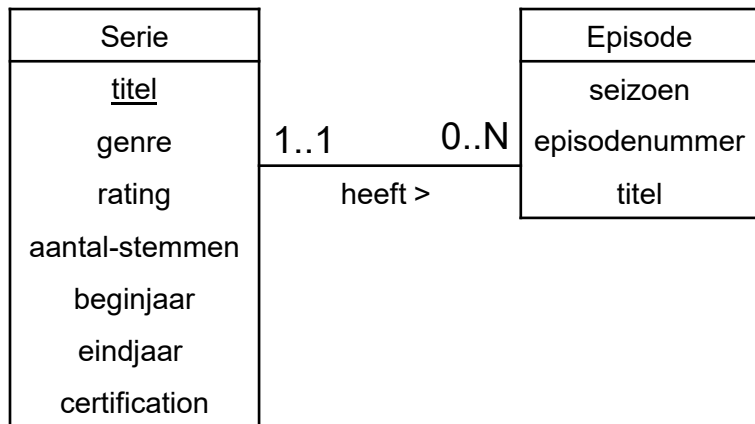 Serie
titel
genre
rating
aantal-stemmen
beginjaar
eindjaar
certification
1..1
0..N
heeft >
Episode
seizoen
episodenummer
titel